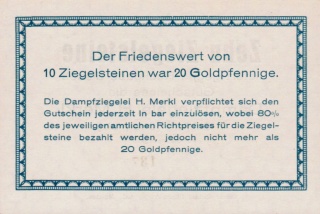 Der Friedenswert von
10 Ziegelsteinen war 20 Goldpfennige.
Die Dampfziegelei H. Merkl verpflichtet sich den
Gutschein jederzeit in bar einzulösen, wobei 80%
des jeweiligen amtlichen Richtpreises für die Ziegel-
steine bezahlt werden, jedoch nicht mehr als
20 Goldpfennige.